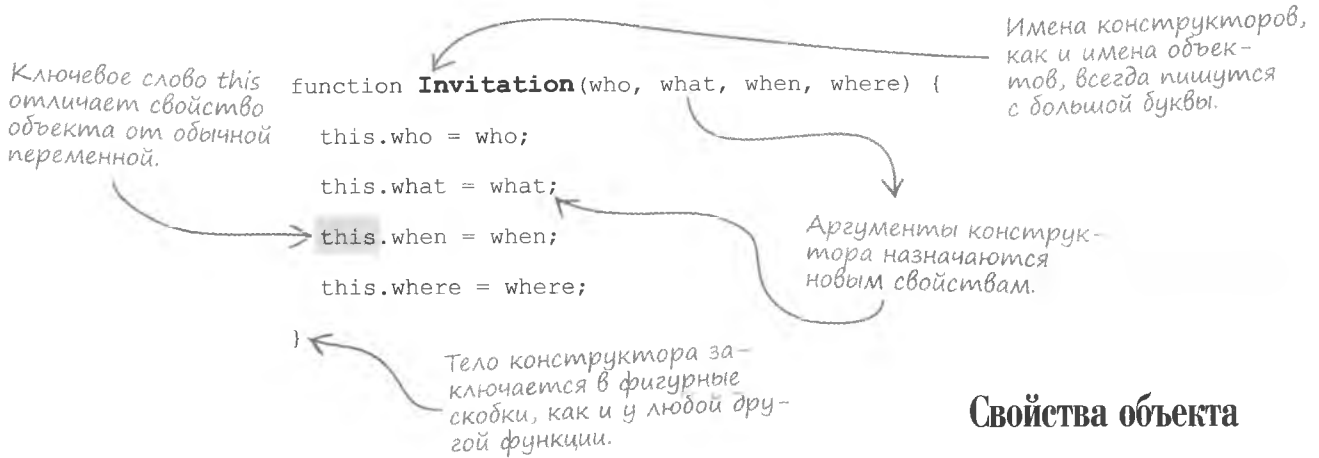 Имена конструкторов,
как и имена объек-
тов, всегда пишутся
с большой буквы.
Ключевое слово this
отличает свойство
объекта от обычной
переменной.
function Invitation(who, what, when, where) {
this.who = who;
this.what = what;
this.when = when;
this.where = where;
}
Аргументы конструк-
тора назначаются
новым свойствам.
Тело конструктора за-
ключается в фигурные
скобки, как и у любой дру-
гой функции.
Свойства объекта